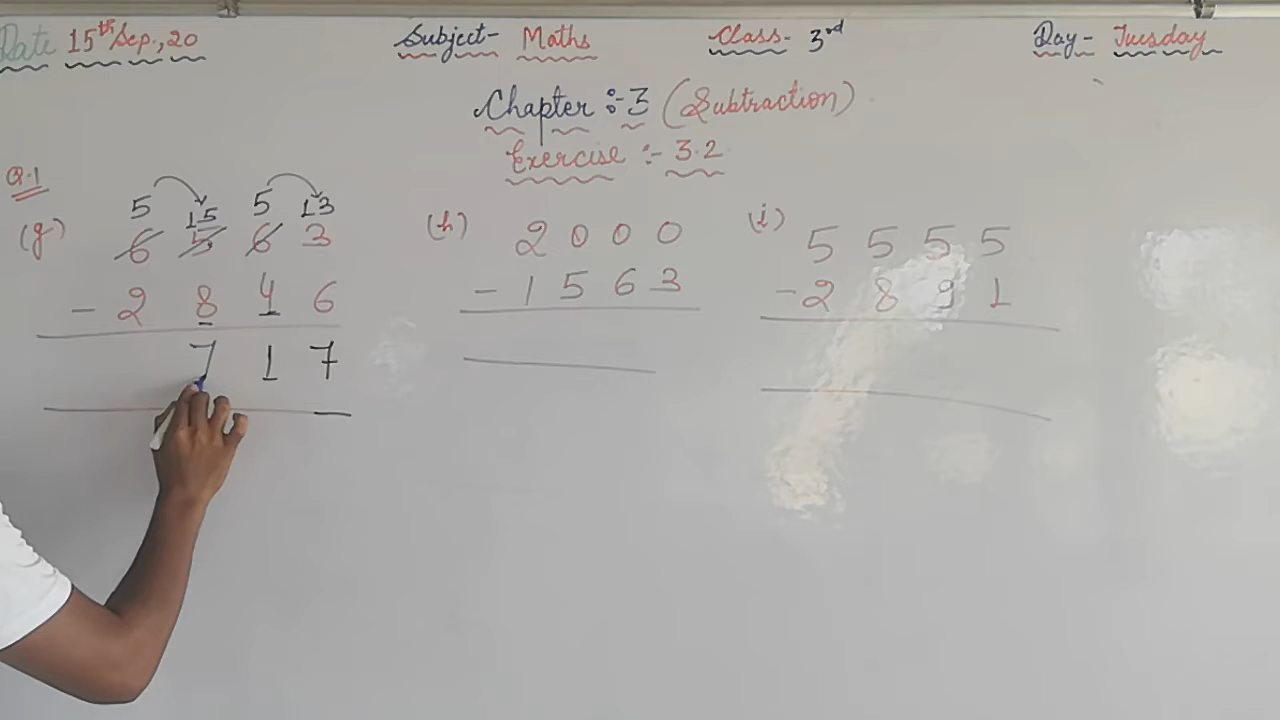 Date 15th Sep., 20 Subject- Maths Class- 3rd Day- Tuesday
Chapter :- 3 (Subtraction)
Exercise :- 3.2
Q.1
5 15 5 13
(g) 6 5 6 3 (h) 2 0 0 0 (i) 5 5 5 5
- 2 8 4 6 - 1 5 6 3 - 2 8 9 1
7 1 7